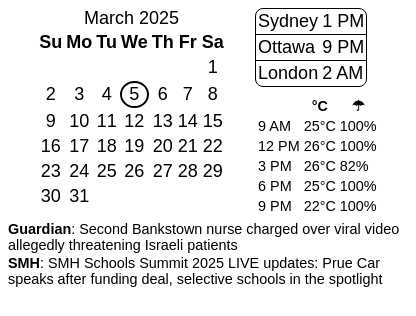 March 2025
Su Mo Tu We Th Fr Sa
1
2 3 4 5 6 7 8
9 10 11 12 13 14 15
16 17 18 19 20 21 22
23 24 25 26 27 28 29
30 31
Sydney 1 PM
Ottawa 9 PM
London 2 AM
°C ☂
9 AM 25°C 100%
12 PM 26°C 100%
3 PM 26°C 82%
6 PM 25°C 100%
9 PM 22°C 100%
Guardian: Second Bankstown nurse charged over viral video
allegedly threatening Israeli patients
SMH: SMH Schools Summit 2025 LIVE updates: Prue Car
speaks after funding deal, selective schools in the spotlight